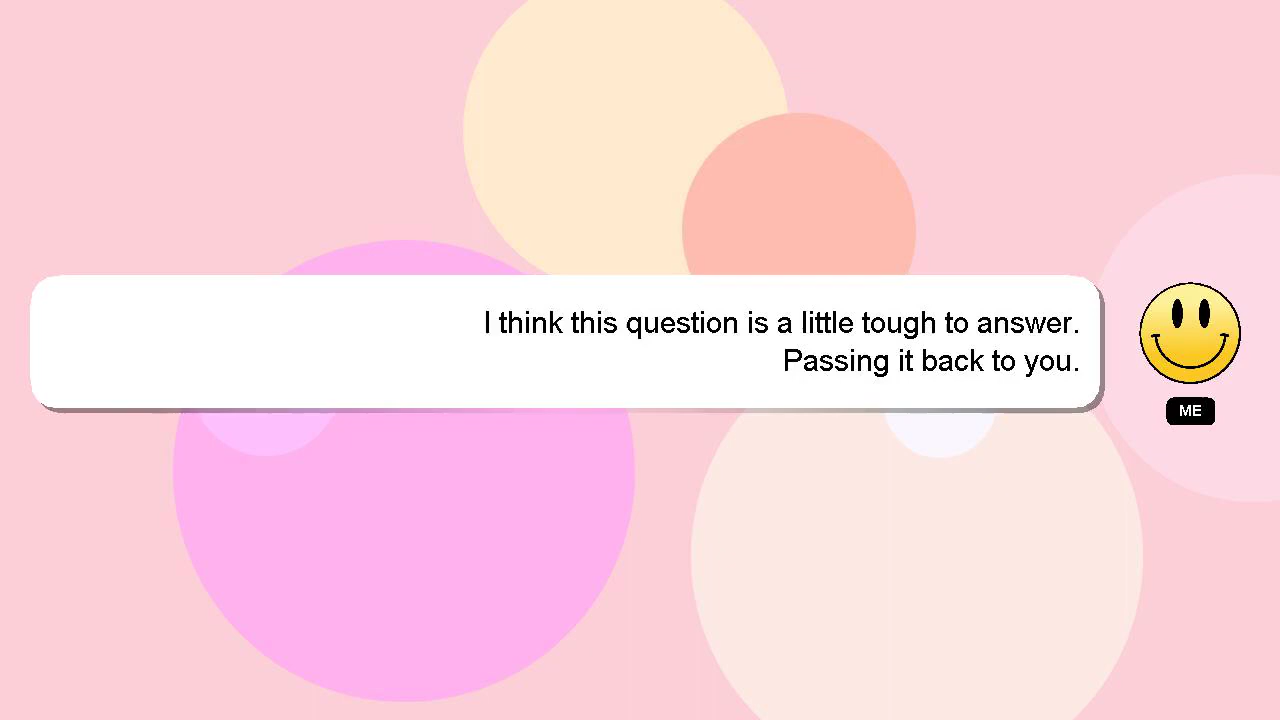 I think this question is a little tough to answer.
Passing it back to you.
ME